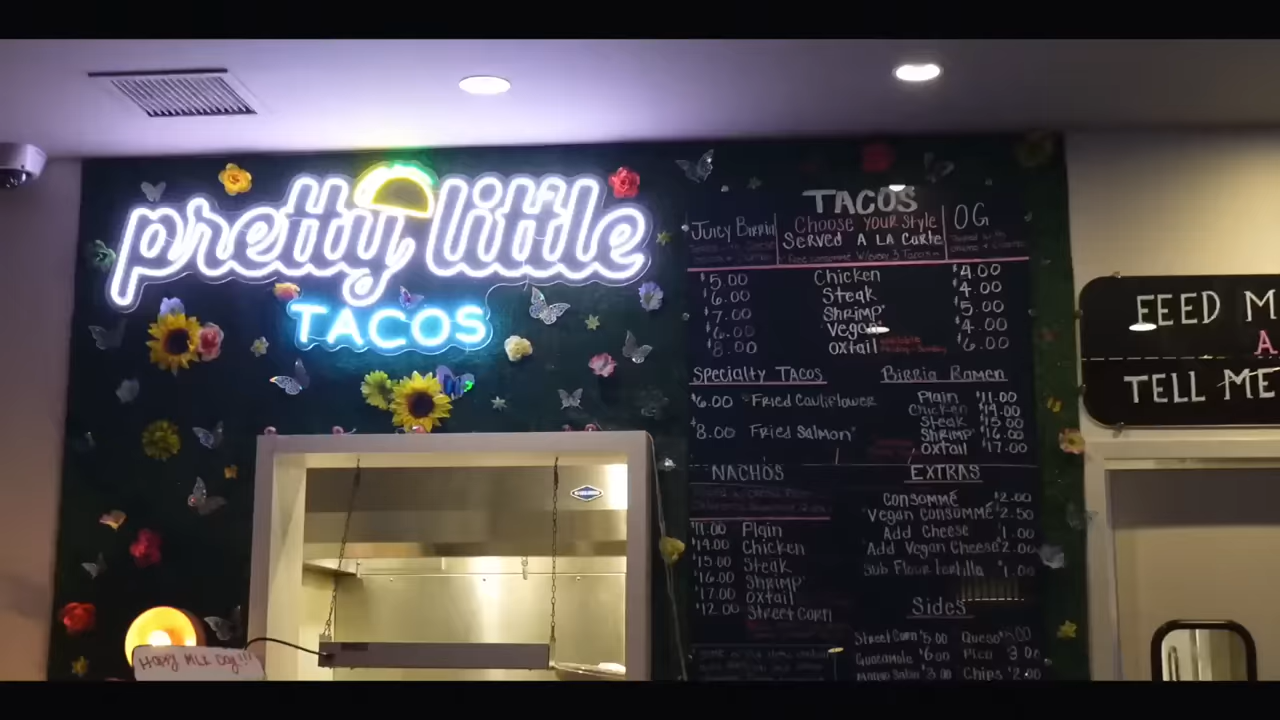 pretty little
TACOS
TACOS
Juicy Birria
Choose Your Style
Served A La Carte
OG
$5.00 Chicken $4.00
$6.00 Steak $4.00
$7.00 Shrimp $5.00
$6.00 Vegan $4.00
$8.00 Oxtail $6.00
Specialty Tacos
$6.00 Fried Cauliflower
$8.00 Fried Salmon
Birria Ramen
Plain $11.00
Chicken $14.00
Steak $15.00
Shrimp $16.00
Oxtail $17.00
NACHOS
$11.00 Plain
$14.00 Chicken
$15.00 Steak
$16.00 Shrimp
$17.00 Oxtail
$12.00 Street Corn
EXTRAS
Consommé $2.00
Vegan Consommé $2.50
Add Cheese $1.00
Add Vegan Cheese 2.00
Sub Flour Tortilla $1.00
Sides
Street Corn $5.00 Queso
Guacamole $6.00 Pico 3.00
Mango Salsa $3.00 Chips $2.00
FEED M
A
TELL ME
Happy MLK Day!!!